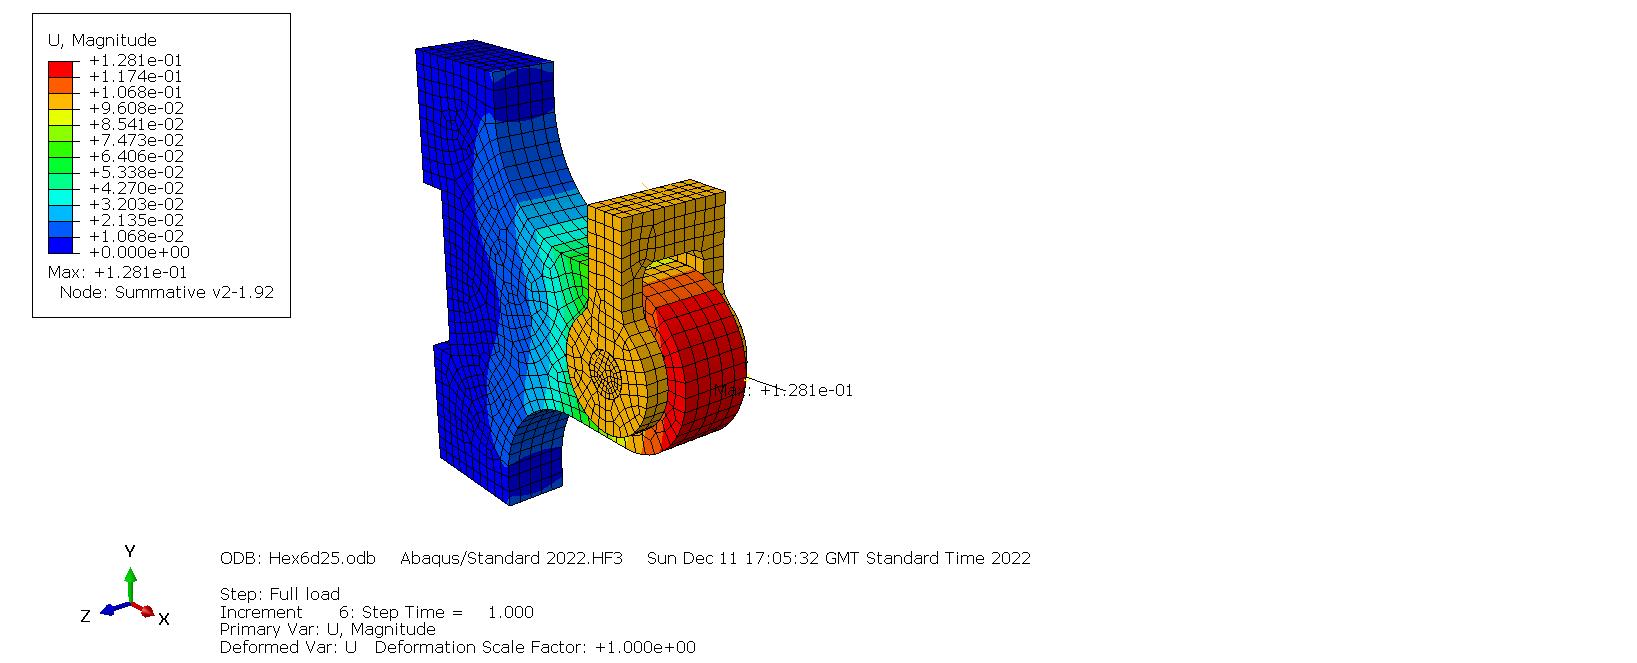 U, Magnitude
+1.281e-01
+1.174e-01
+1.068e-01
+9.608e-02
+8.541e-02
+7.473e-02
+6.406e-02
+5.338e-02
+4.270e-02
+3.203e-02
+2.135e-02
+1.068e-02
+0.000e+00
Max: +1.281e-01
Node: Summative v2-1.92
Max: +1.281e-01
Y
Z
X
ODB: Hex6d25.odb Abaqus/Standard 2022.HF3 Sun Dec 11 17:05:32 GMT Standard Time 2022
Step: Full load
Increment 6: Step Time = 1.000
Primary Var: U, Magnitude
Deformed Var: U Deformation Scale Factor: +1.000e+00